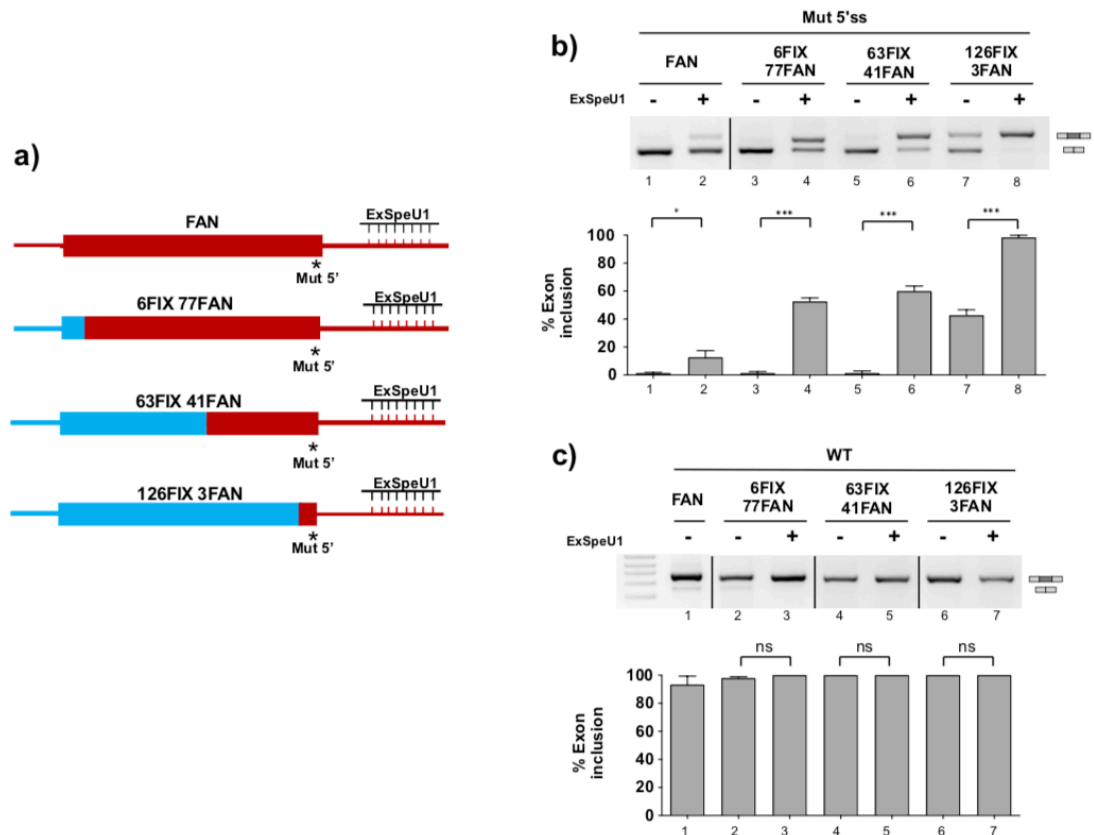 a)
FAN
ExSpeU1
*
Mut 5'
6FIX 77FAN
ExSpeU1
*
Mut 5'
63FIX 41FAN
ExSpeU1
*
Mut 5'
126FIX 3FAN
ExSpeU1
*
Mut 5'
b)
Mut 5'ss
FAN 6FIX 77FAN 63FIX 41FAN 126FIX 3FAN
ExSpeU1 - + - + - + - +
1 2 3 4 5 6 7 8
* *** *** ***
% Exon inclusion
100
80
60
40
20
0
1 2 3 4 5 6 7 8
c)
WT
FAN 6FIX 77FAN 63FIX 41FAN 126FIX 3FAN
ExSpeU1 - - + - + - +
1 2 3 4 5 6 7
ns ns ns
% Exon inclusion
100
80
60
40
20
0
1 2 3 4 5 6 7